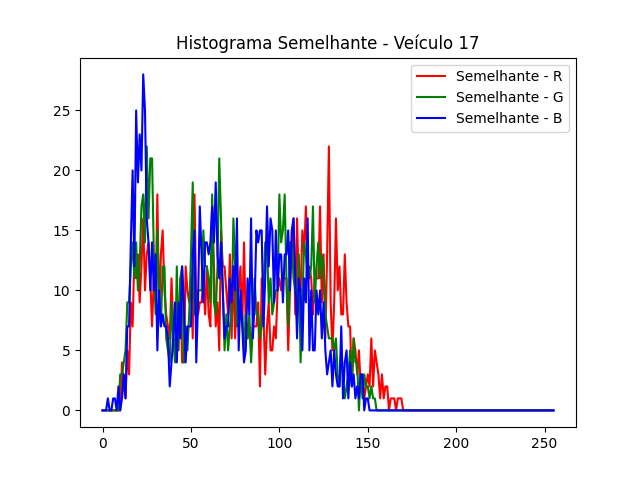 Histograma Semelhante - Veículo 17
Semelhante - R
Semelhante - G
Semelhante - B
25
20
15
10
5
0
0 50 100 150 200 250